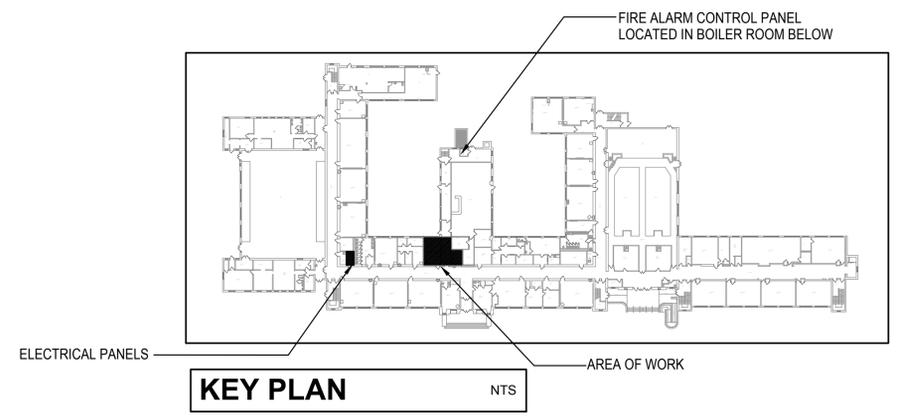 FIRE ALARM CONTROL PANEL
LOCATED IN BOILER ROOM BELOW
ELECTRICAL PANELS
AREA OF WORK
KEY PLAN
NTS